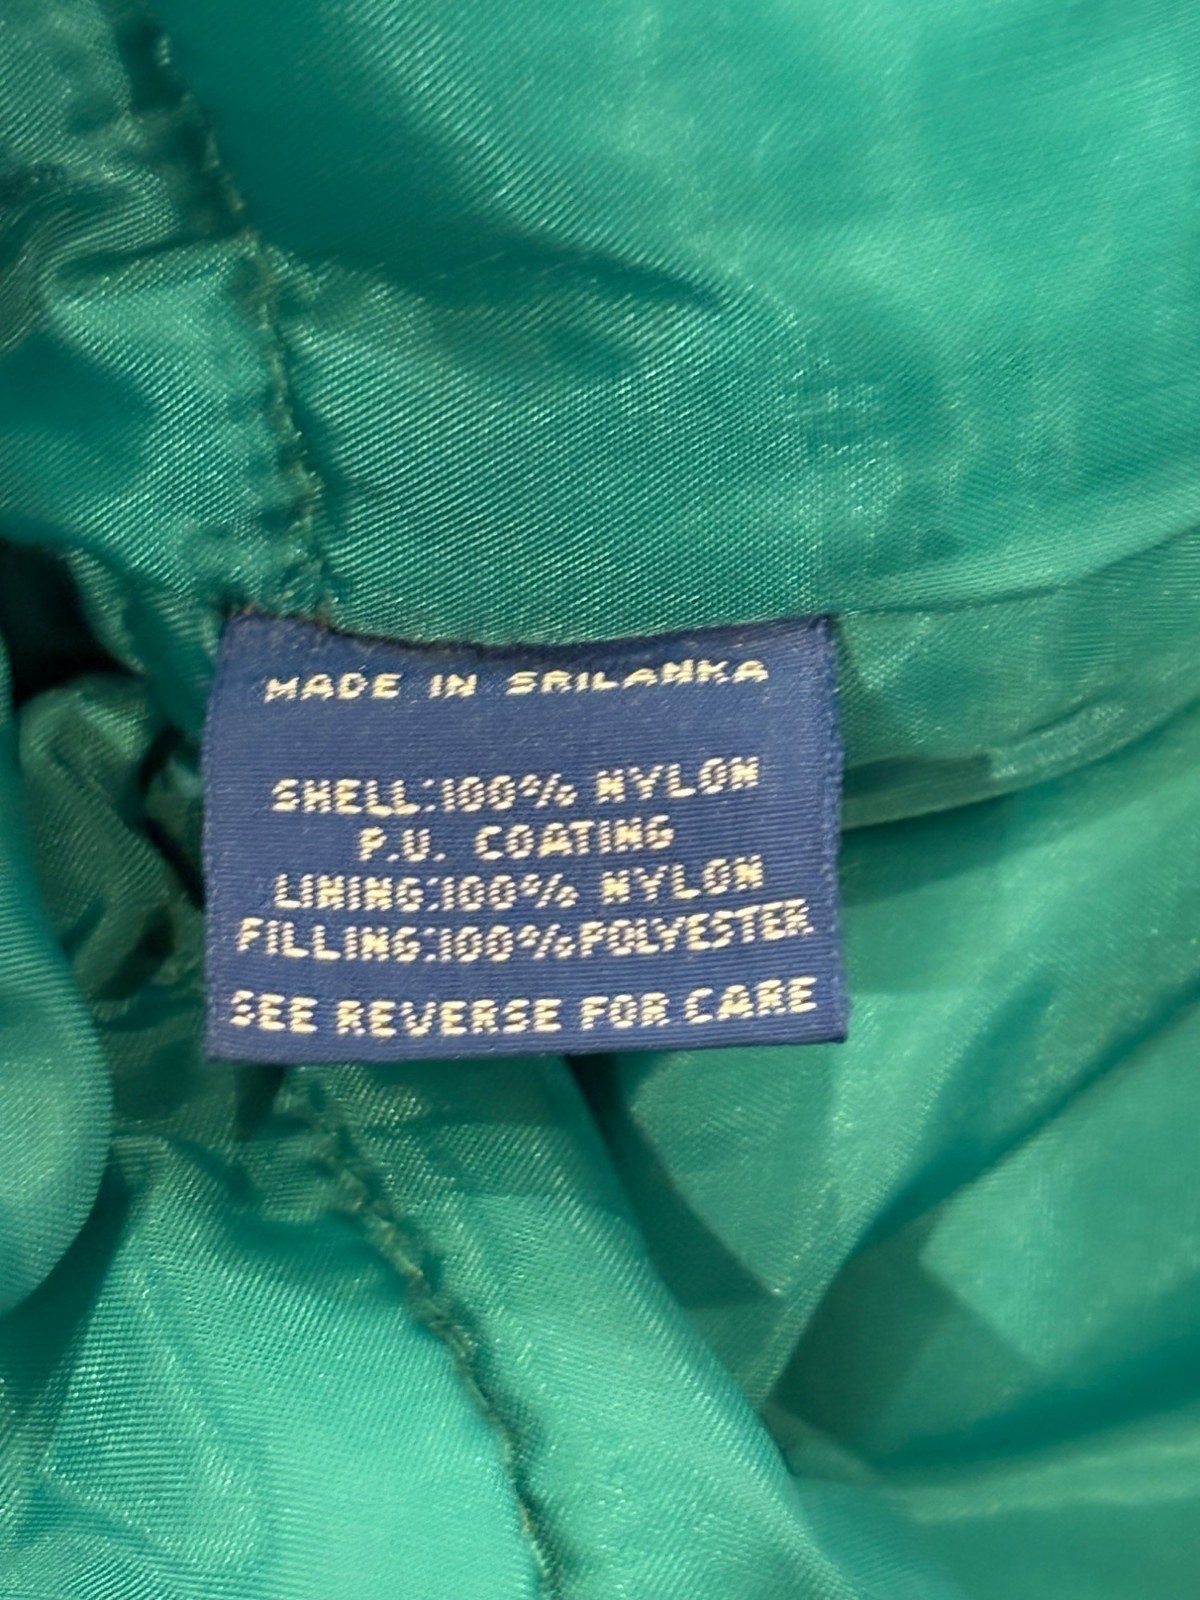 MADE IN SRILANKA
SHELL:100% NYLON
P.U. COATING
LINING:100% NYLON
FILLING:100%POLYESTER
SEE REVERSE FOR CARE